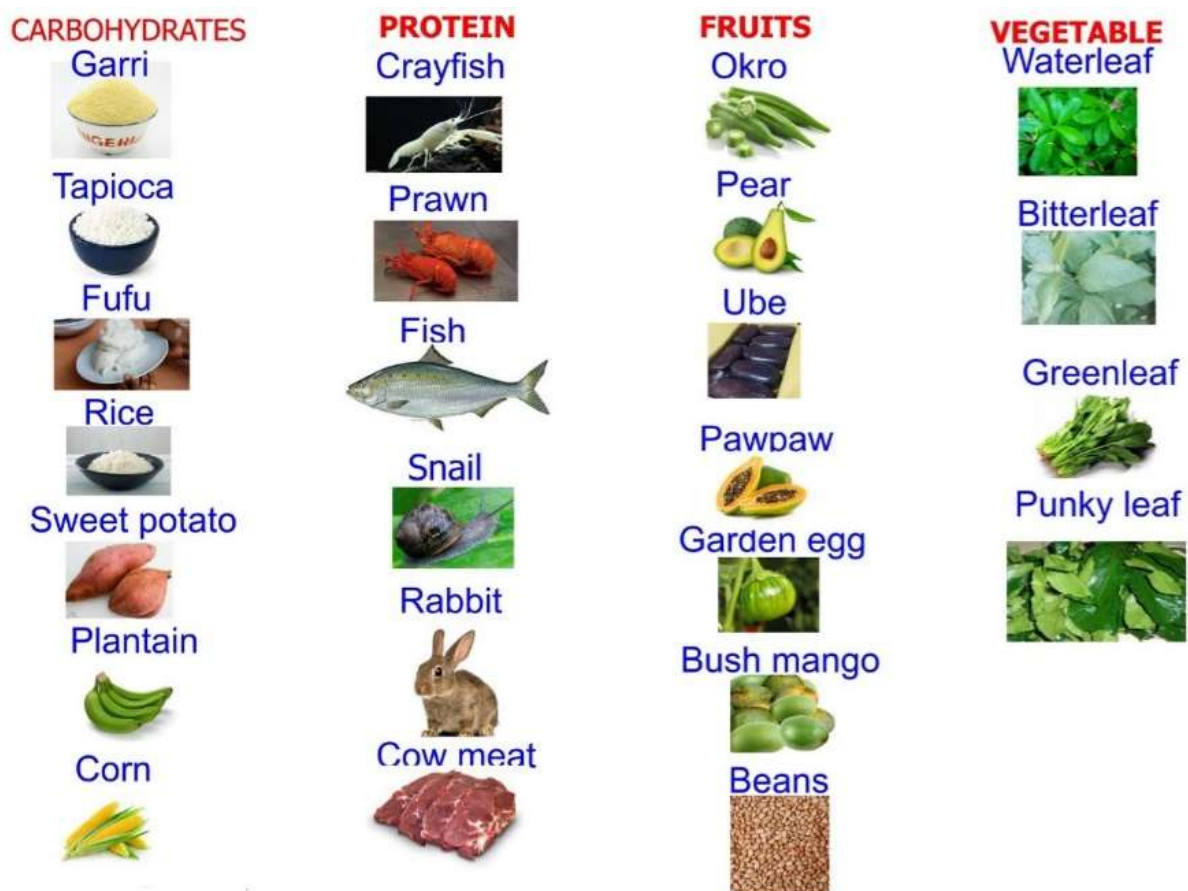 CARBOHYDRATES
Garri
NGERI
Tapioca
Fufu
Rice
Sweet potato
Plantain
Corn
PROTEIN
Crayfish
Prawn
Fish
Snail
Rabbit
Cow meat
FRUITS
Okro
Pear
Ube
Pawpaw
Garden egg
Bush mango
Beans
VEGETABLE
Waterleaf
Bitterleaf
Greenleaf
Punky leaf